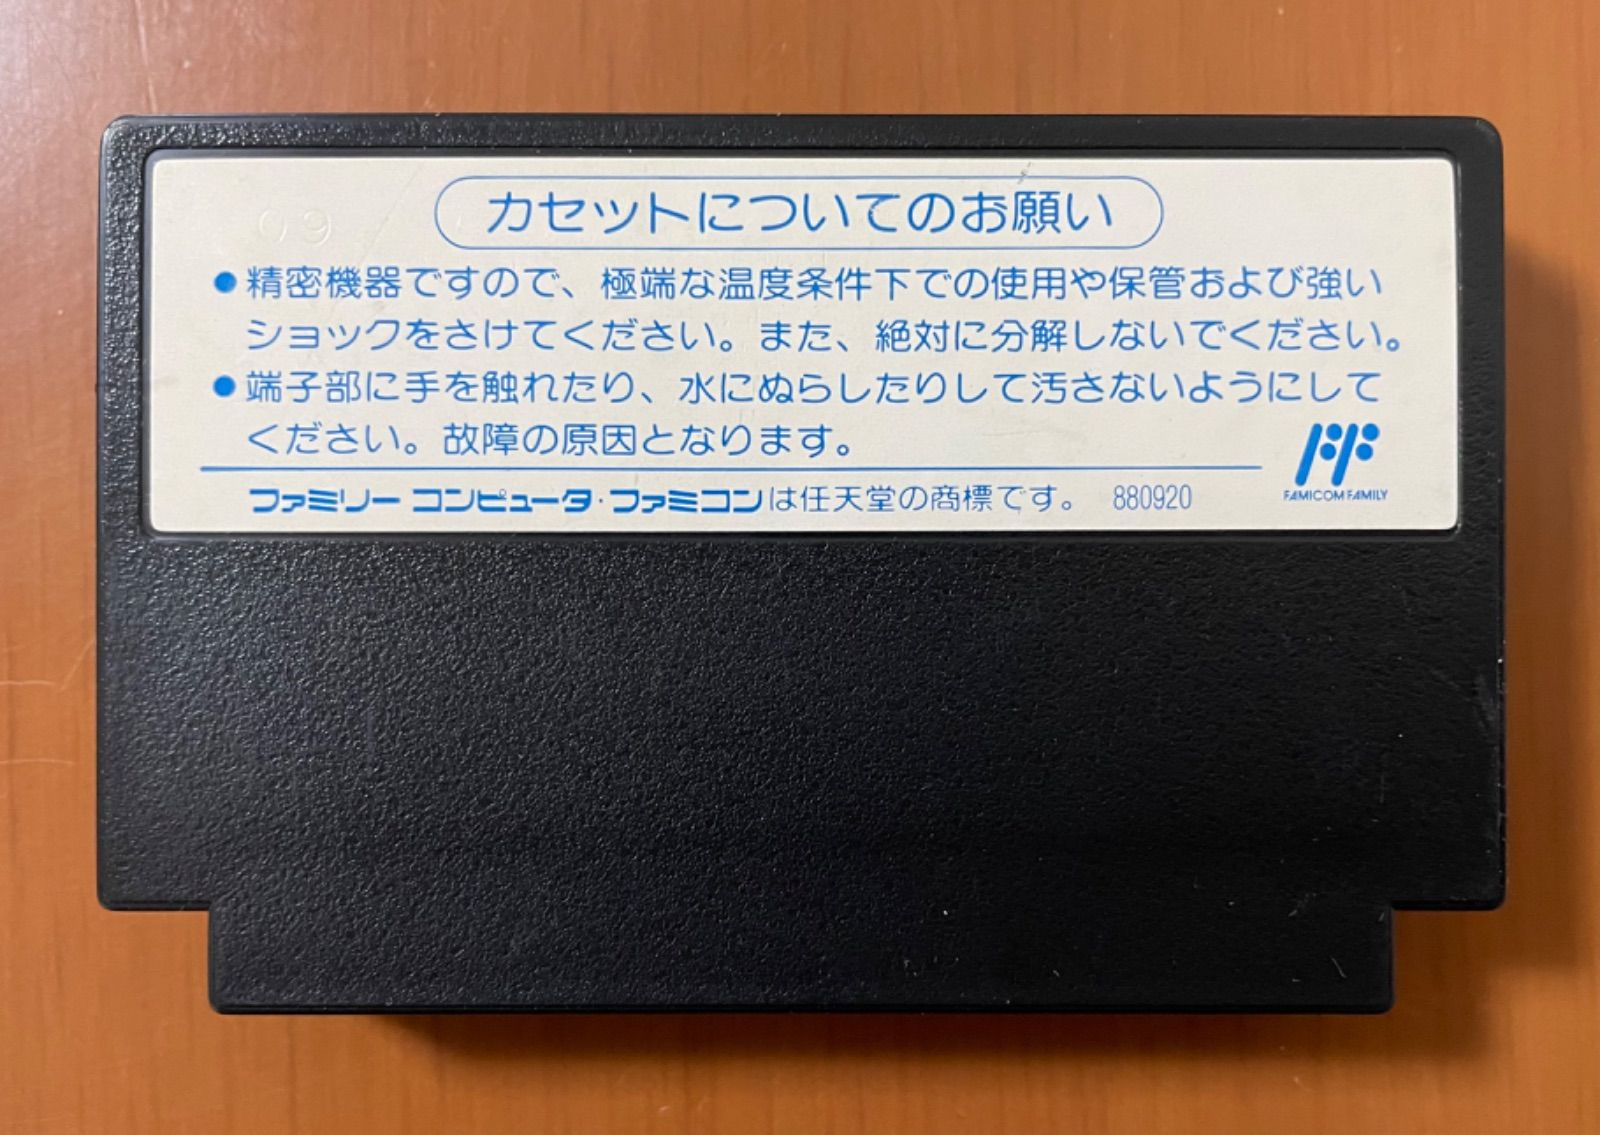 カセットについてのお願い
09
●精密機器ですので、極端な温度条件下での使用や保管および強い
ショックをさけてください。また、絶対に分解しないでください。
●端子部に手を触れたり、水にぬらしたりして汚さないようにして
ください。故障の原因となります。
ファミリー コンピュータ・ファミコンは任天堂の商標です。 880920
FF
FAMICOM FAMILY